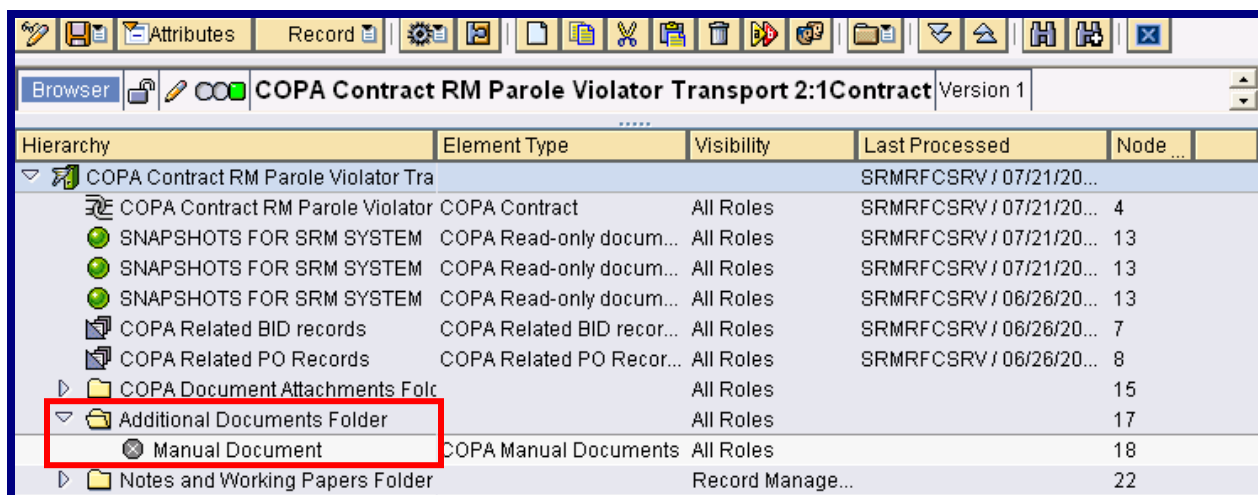 Attributes Record
Browser COPA Contract RM Parole Violator Transport 2:1Contract Version 1
Hierarchy Element Type Visibility Last Processed Node ...
COPA Contract RM Parole Violator Tra SRMRFCSRV / 07/21/20...
COPA Contract RM Parole Violator COPA Contract All Roles SRMRFCSRV / 07/21/20... 4
SNAPSHOTS FOR SRM SYSTEM COPA Read-only docum... All Roles SRMRFCSRV / 07/21/20... 13
SNAPSHOTS FOR SRM SYSTEM COPA Read-only docum... All Roles SRMRFCSRV / 07/21/20... 13
SNAPSHOTS FOR SRM SYSTEM COPA Read-only docum... All Roles SRMRFCSRV / 06/26/20... 13
COPA Related BID records COPA Related BID recor... All Roles SRMRFCSRV / 06/26/20... 7
COPA Related PO Records COPA Related PO Recor... All Roles SRMRFCSRV / 06/26/20... 8
COPA Document Attachments Fold All Roles 15
Additional Documents Folder All Roles 17
Manual Document COPA Manual Documents All Roles 18
Notes and Working Papers Folder Record Manage... 22